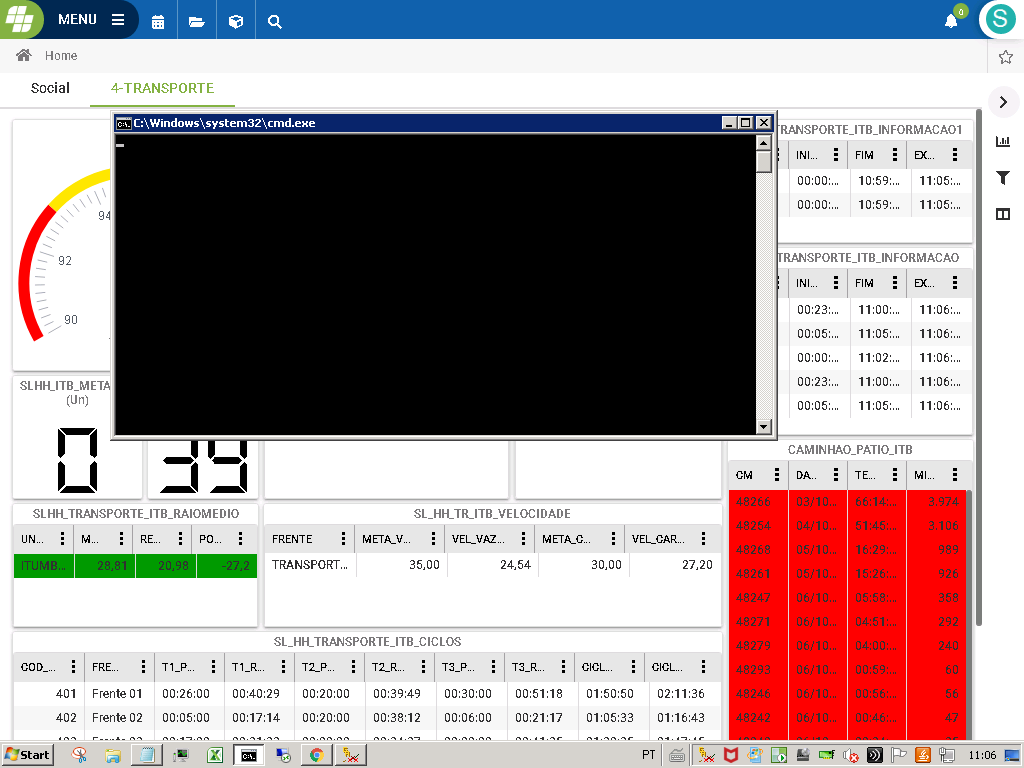 MENU
6
S
Home
Social
4-TRANSPORTE
C:\Windows\system32\cmd.exe
TRANSPORTE_ITB_INFORMACAO1
INI... FIM EX...
00:00:... 10:59:... 11:05:...
00:00:... 10:59:... 11:05:...
94
92
90
TRANSPORTE_ITB_INFORMACAO
INI... FIM EX...
00:23:... 11:00:... 11:06:...
00:05:... 11:05:... 11:06:...
00:00:... 11:02:... 11:06:...
00:23:... 11:00:... 11:06:...
00:05:... 11:05:... 11:06:...
SLHH_ITB_META
(Un)
0
39
CAMINHAO_PATIO_ITB
CM DA... TE... MI...
48266 03/10... 66:14:... 3.974
48254 04/10... 51:45:... 3.106
48268 05/10... 16:29:... 989
48261 05/10... 15:26:... 926
48247 06/10... 05:58:... 358
48271 06/10... 04:51:... 292
48279 06/10... 04:00:... 240
48293 06/10... 00:59:... 60
48246 06/10... 00:56:... 56
48242 06/10... 00:46:... 47
SLHH_TRANSPORTE_ITB_RAIOMEDIO
UN... M... RE... PO...
ITUMB... 28,81 20,98 -27,2
SL_HH_TR_ITB_VELOCIDADE
FRENTE META_V... VEL_VAZ... META_C... VEL_CAR...
TRANSPORT... 35,00 24,54 30,00 27,20
SL_HH_TRANSPORTE_ITB_CICLOS
COD_... FRE... T1_P... T1_R... T2_P... T2_R... T3_P... T3_R... CICL... CICL...
401 Frente 01 00:26:00 00:40:29 00:20:00 00:39:49 00:30:00 00:51:18 01:50:50 02:11:36
402 Frente 02 00:05:00 00:17:14 00:20:00 00:38:12 00:06:00 00:21:17 01:05:33 01:16:43
Start
PT
11:06